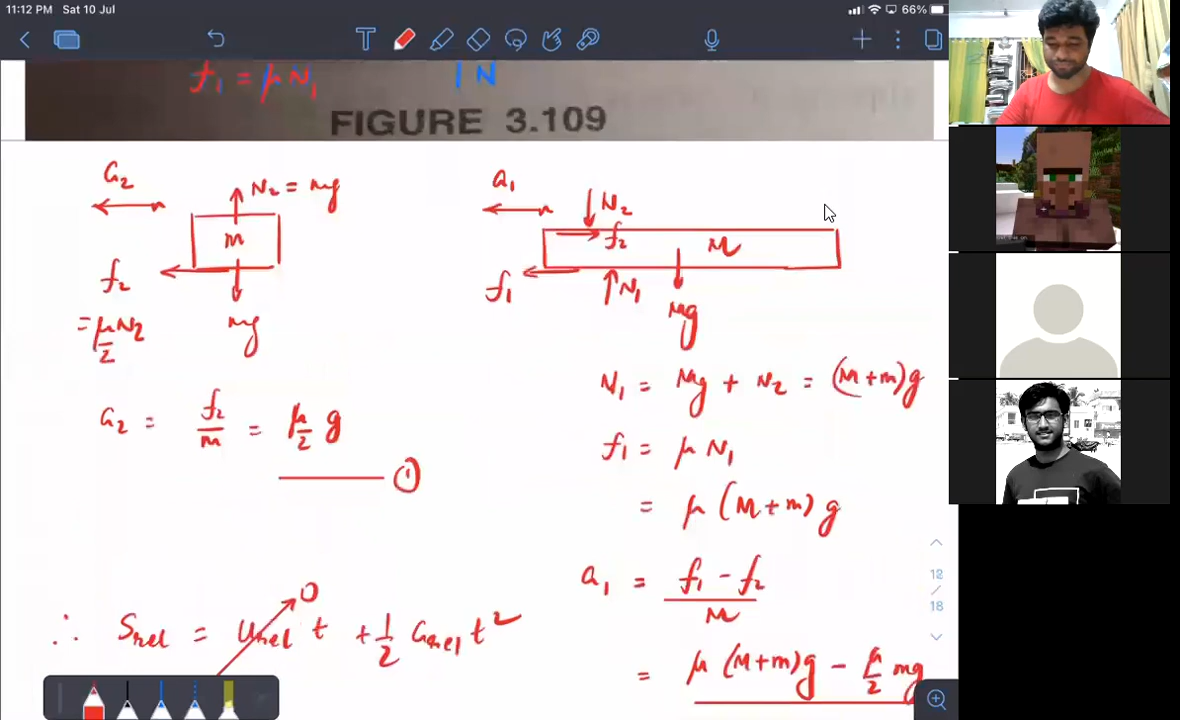 11:12 PM Sat 10 Jul 66%
T
f₁ = μN₁ | N
FIGURE 3.109
a₂ N₂ = mg
m
f₂
= μ/2 N₂ mg
a₂ = f₂/m = μ/2 g
①
a₁ N₂
f₂ M
f₁ N₁
Mg
N₁ = Mg + N₂ = (M+m)g
f₁ = μ N₁
= μ (M+m) g
a₁ = f₁ - f₂ / M
= μ (M+m)g - μ/2 mg
0
∴ Srel = Urel t + 1/2 arel t²
12
/
18